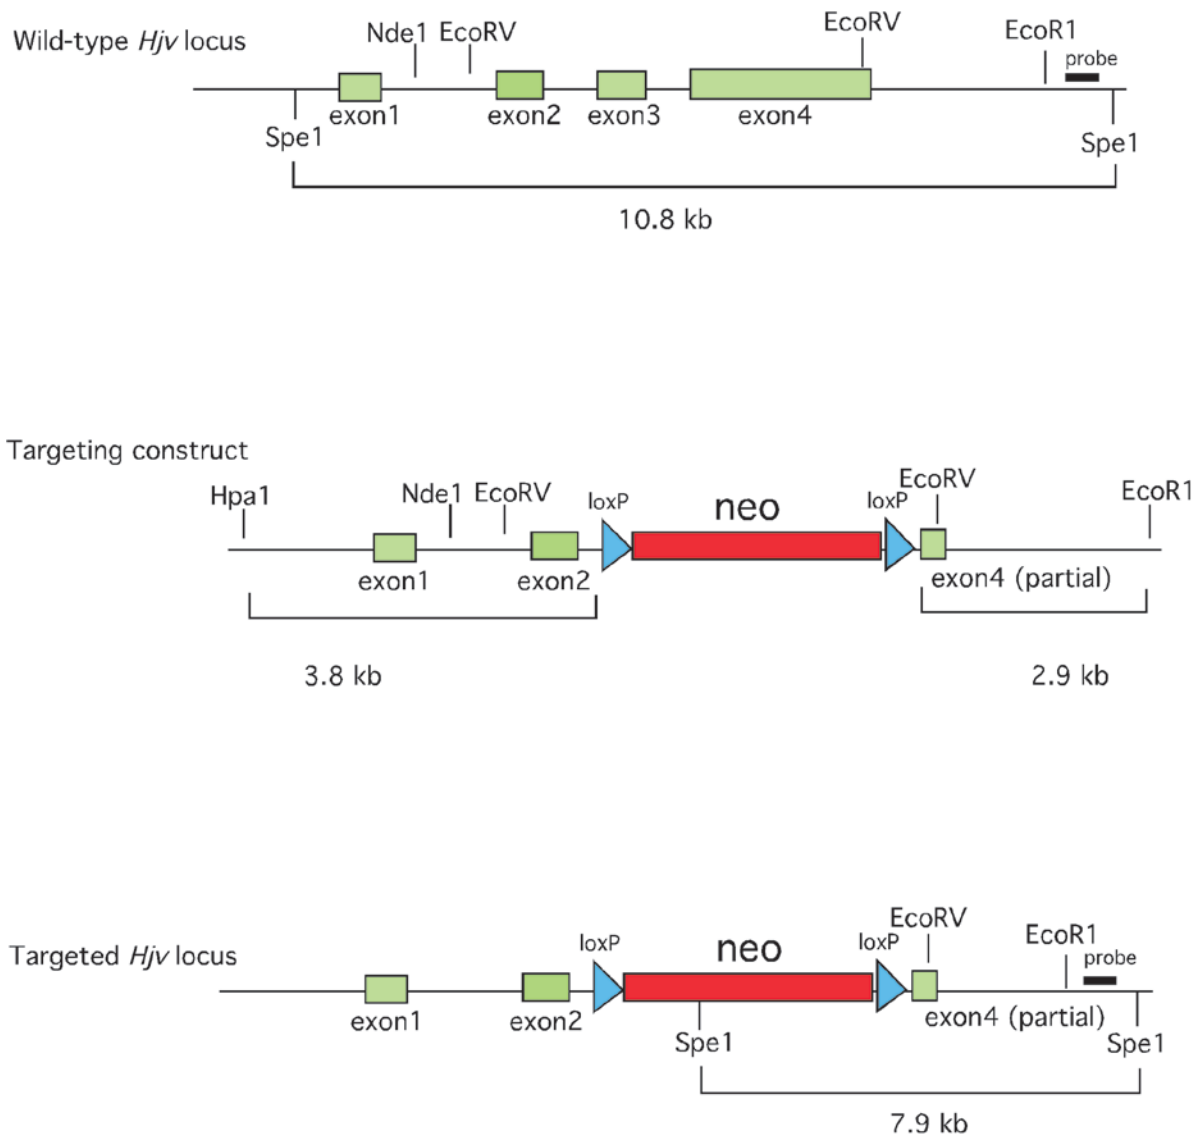 Wild-type Hjv locus
Nde1 EcoRV EcoRV EcoR1
probe
exon1 exon2 exon3 exon4
Spe1 Spe1
10.8 kb
Targeting construct
Hpa1 Nde1 EcoRV loxP neo loxP EcoRV EcoR1
exon1 exon2 exon4 (partial)
3.8 kb 2.9 kb
Targeted Hjv locus
loxP neo loxP EcoRV EcoR1
probe
exon1 exon2 exon4 (partial)
Spe1 Spe1
7.9 kb